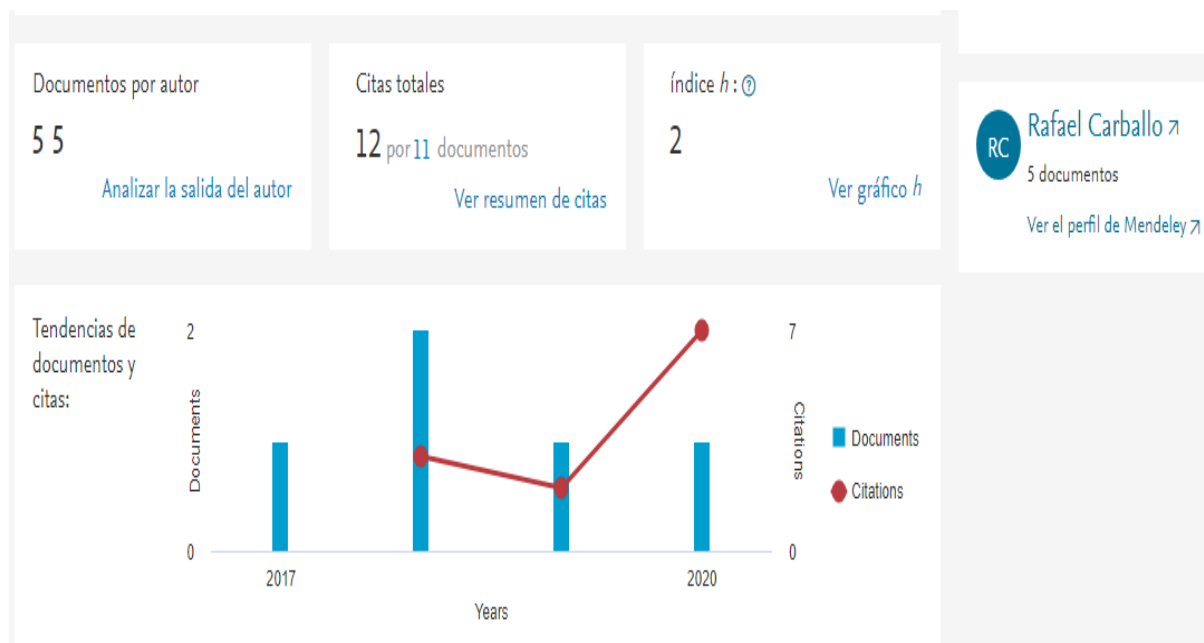 Documentos por autor
5 5
Analizar la salida del autor
Citas totales
12 por 11 documentos
Ver resumen de citas
índice h : ?
2
Ver gráfico h
RC
Rafael Carballo
5 documentos
Ver el perfil de Mendeley
Tendencias de
documentos y
citas:
2
0
Documents
7
0
Citations
2017
2020
Years
Documents
Citations